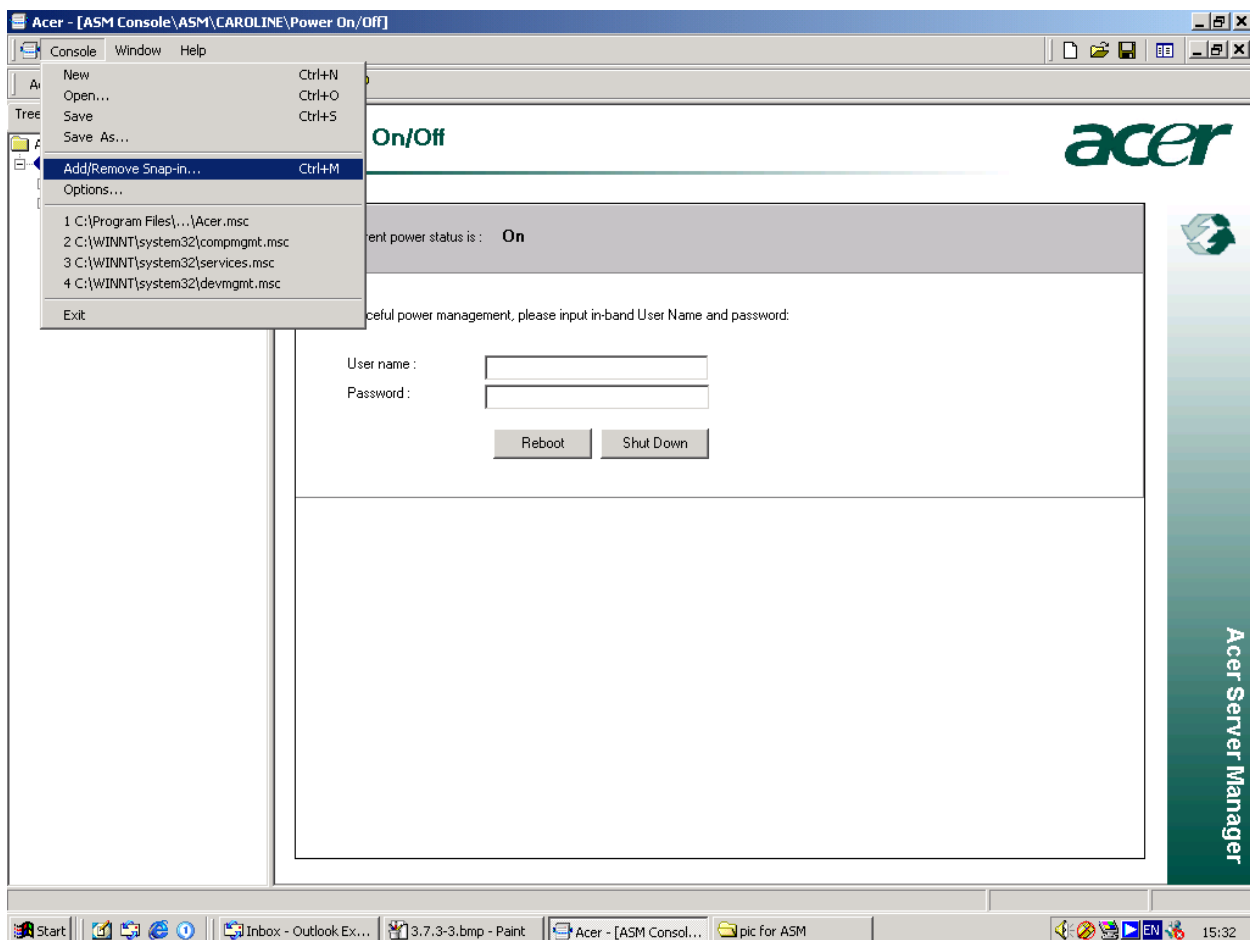 Acer - [ASM Console\ASM\CAROLINE\Power On/Off]
Console Window Help
New Ctrl+N
Open... Ctrl+O
Save Ctrl+S
Save As...
Add/Remove Snap-in... Ctrl+M
Options...
1 C:\Program Files\...\Acer.msc
2 C:\WINNT\system32\compmgmt.msc
3 C:\WINNT\system32\services.msc
4 C:\WINNT\system32\devmgmt.msc
Exit
Tree
On/Off
acer
rent power status is : On
ceful power management, please input in-band User Name and password:
User name :
Password :
Reboot Shut Down
Acer Server Manager
Start
Inbox - Outlook Ex...
3.7.3-3.bmp - Paint
Acer - [ASM Consol...
pic for ASM
EN
15:32